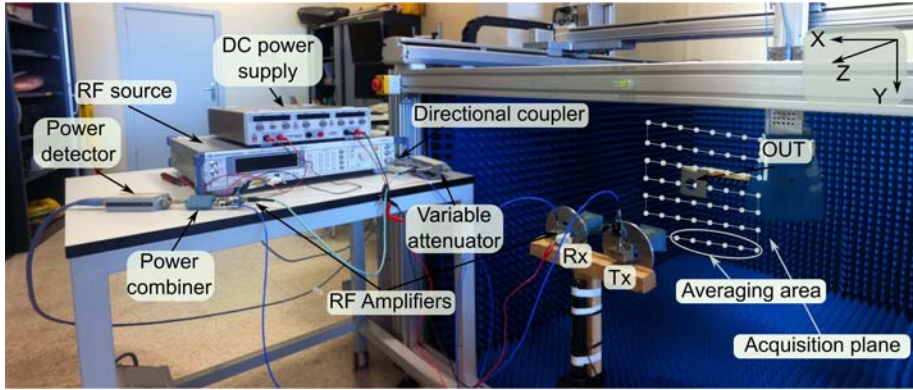 DC power
supply
RF source
Directional coupler
Power
detector
X
Z
Y
OUT
Variable
attenuator
Rx
Tx
Power
combiner
RF Amplifiers
Averaging area
Acquisition plane